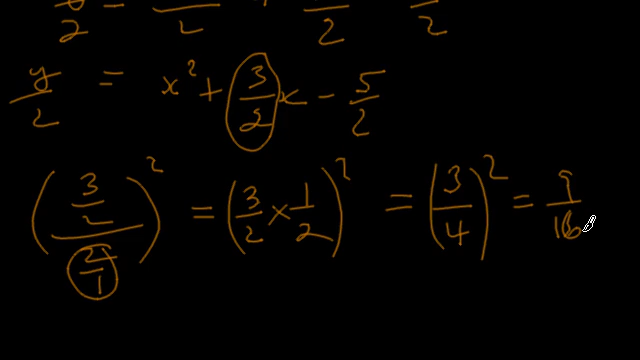 y/2 = x² + 3/2 x - 5/2
((3/2)/(2/1))² = (3/2 × 1/2)² = (3/4)² = 9/16